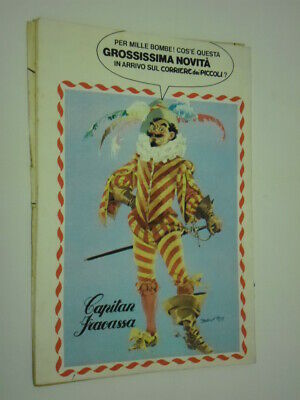 PER MILLE BOMBE! COS'È QUESTA
GROSSISSIMA NOVITÀ
IN ARRIVO SUL CORRIERE dei PICCOLI?
Capitan
Fracassa